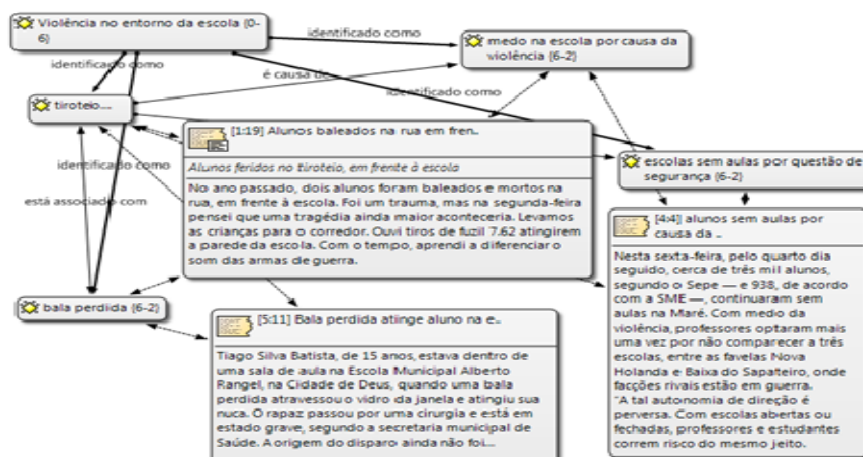 Violência no entorno da escola {0-
6}
identificado como
medo na escola por causa da
violência {6-2}
identificado como
é causa de
identificado como
tiroteio....
[1:19] Alunos baleados na rua em fren..
Alunos feridos no tiroteio, em frente à escola
No ano passado, dois alunos foram baleados e mortos na
rua, em frente à escola. Foi um trauma, mas na segunda-feira
pensei que uma tragédia ainda maior aconteceria. Levamos
as crianças para o corredor. Ouvi tiros de fuzil 7.62 atingirem
a parede da escola. Com o tempo, aprendi a diferenciar o
som das armas de guerra.
identificado como
está associado com
escolas sem aulas por questão de
segurança {6-2}
[4:4] alunos sem aulas por
causa da ..
Nesta sexta-feira, pelo quarto dia
seguido, cerca de três mil alunos,
segundo o Sepe — e 938, de acordo
com a SME —, continuaram sem
aulas na Maré. Com medo da
violência, professores optaram mais
uma vez por não comparecer a três
escolas, entre as favelas Nova
Holanda e Baixa do Sapateiro, onde
facções rivais estão em guerra.
"A tal autonomia de direção é
perversa. Com escolas abertas ou
fechadas, professores e estudantes
correm risco do mesmo jeito.
bala perdida {6-2}
[5:11] Bala perdida atinge aluno na e..
Tiago Silva Batista, de 15 anos, estava dentro de
uma sala de aula na Escola Municipal Alberto
Rangel, na Cidade de Deus, quando uma bala
perdida atravessou o vidro da janela e atingiu sua
nuca. O rapaz passou por uma cirurgia e está em
estado grave, segundo a secretaria municipal de
Saúde. A origem do disparo ainda não foi...